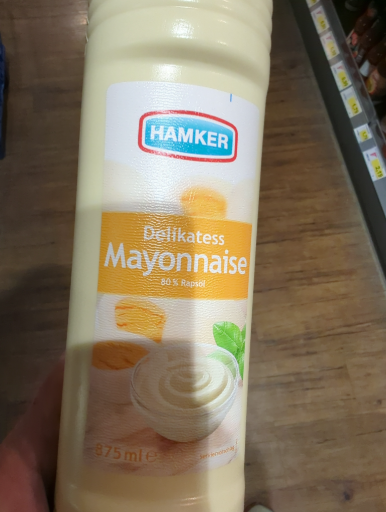 HAMKER
Delikatess
Mayonnaise
80% Rapsöl
875 ml e